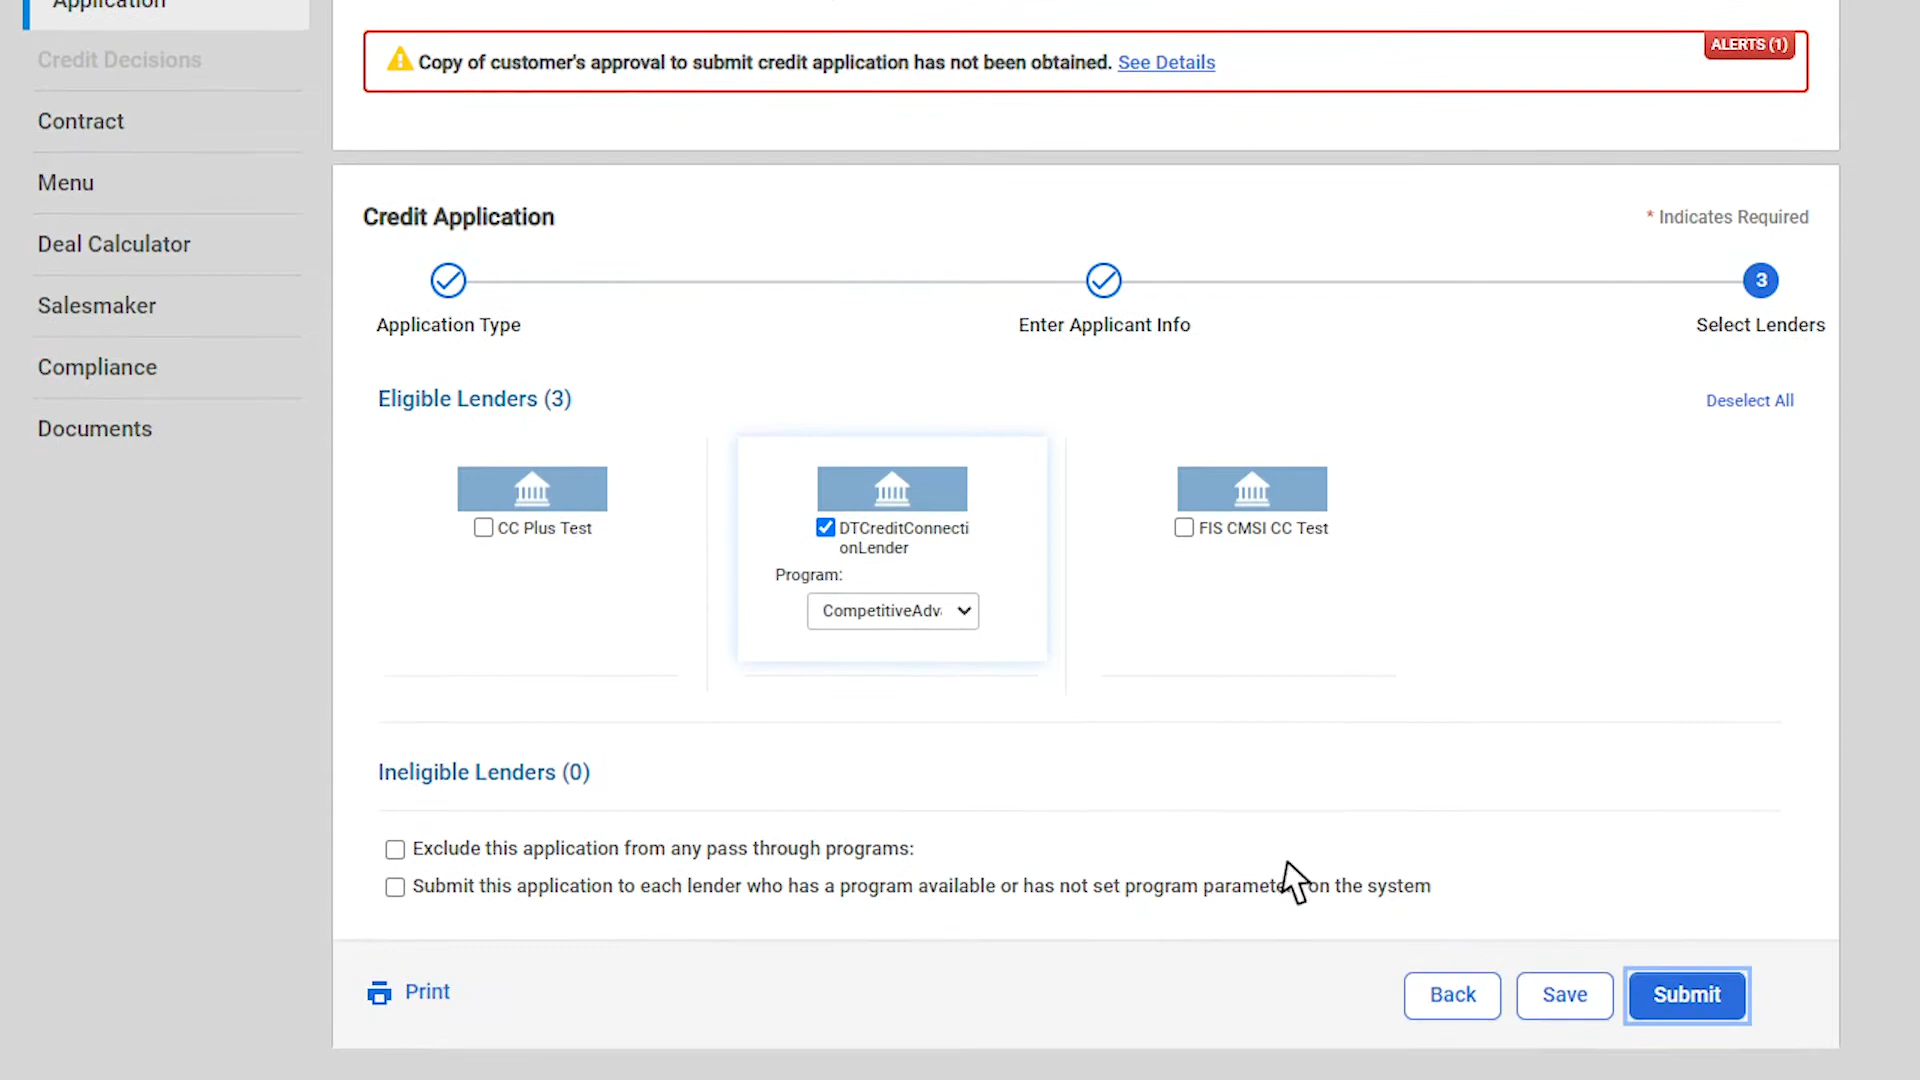 Application
Credit Decisions
Contract
Menu
Deal Calculator
Salesmaker
Compliance
Documents
ALERTS (1)
Copy of customer's approval to submit credit application has not been obtained. See Details
Credit Application
* Indicates Required
3
Application Type
Enter Applicant Info
Select Lenders
Eligible Lenders (3)
Deselect All
CC Plus Test
DTCreditConnecti
onLender
Program:
CompetitiveAdv
FIS CMSI CC Test
Ineligible Lenders (0)
Exclude this application from any pass through programs:
Submit this application to each lender who has a program available or has not set program parameters on the system
Print
Back
Save
Submit